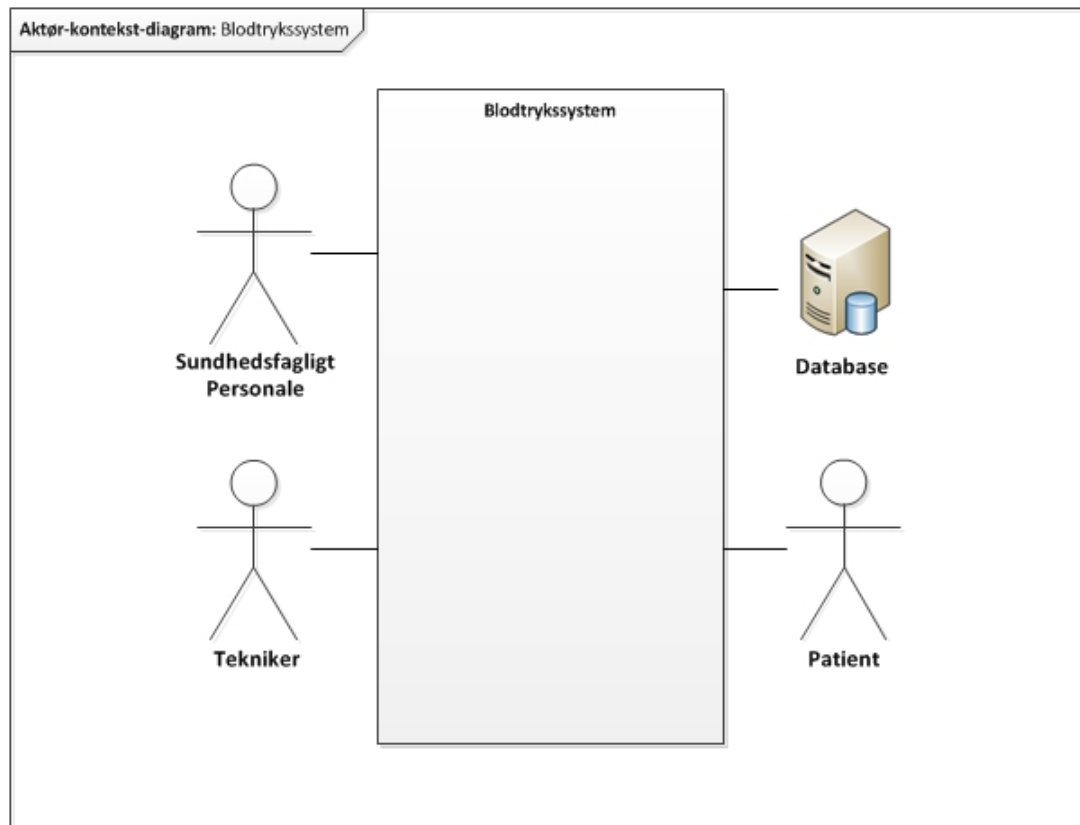 Aktør-kontekst-diagram: Blodtrykssystem
Blodtrykssystem
Sundhedsfagligt
Personale
Database
Tekniker
Patient